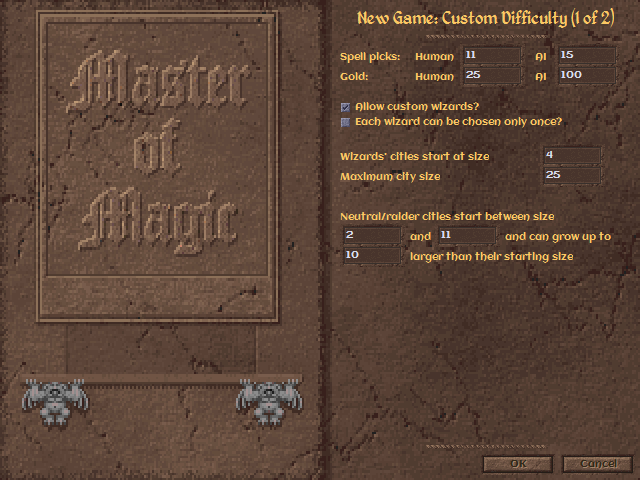 Master
of
Magic
New Game: Custom Difficulty (1 of 2)
Spell picks: Human 11 AI 15
Gold: Human 25 AI 100
Allow custom wizards?
Each wizard can be chosen only once?
Wizards' cities start at size 4
Maximum city size 25
Neutral/raider cities start between size
2 and 11 and can grow up to
10 larger than their starting size
OK Cancel